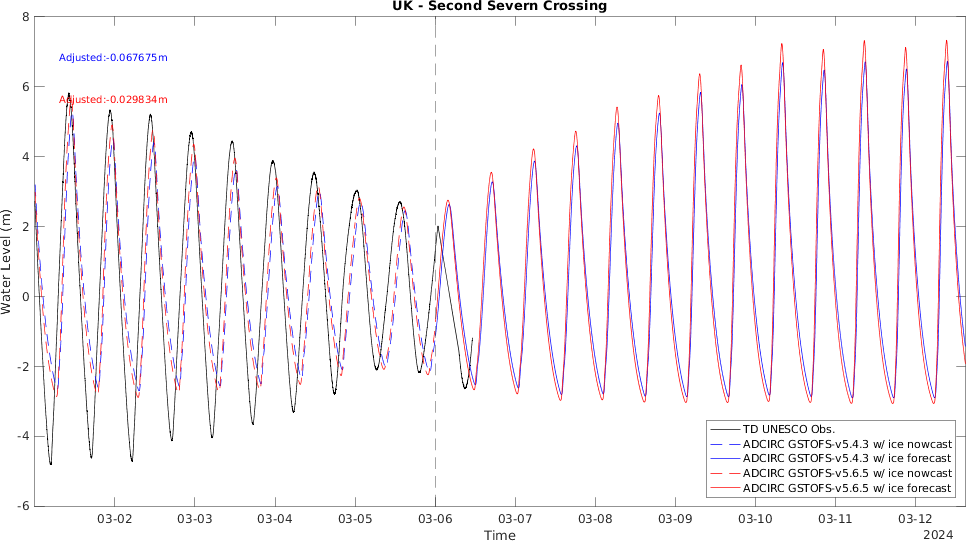 UK - Second Severn Crossing
8
Adjusted:-0.067675m
6
Adjusted:-0.029834m
4
2
0
-2
-4
-6
Water Level (m)
TD UNESCO Obs.
ADCIRC GSTOFS-v5.4.3 w/ ice nowcast
ADCIRC GSTOFS-v5.4.3 w/ ice forecast
ADCIRC GSTOFS-v5.6.5 w/ ice nowcast
ADCIRC GSTOFS-v5.6.5 w/ ice forecast
03-02 03-03 03-04 03-05 03-06 03-07 03-08 03-09 03-10 03-11 03-12
Time
2024